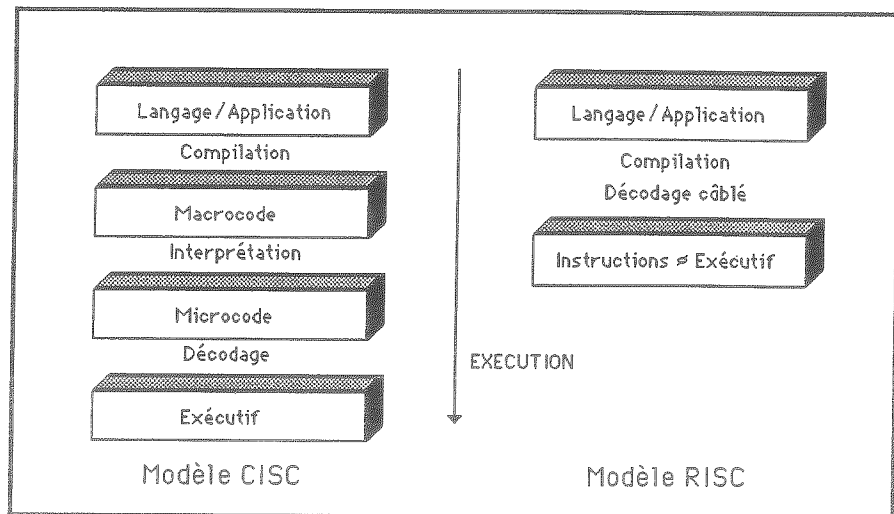 Langage/Application
Compilation
Macrocode
Interprétation
Microcode
Décodage
Exécutif
Modèle CISC
EXECUTION
Langage/Application
Compilation
Décodage câblé
Instructions ≠ Exécutif
Modèle RISC